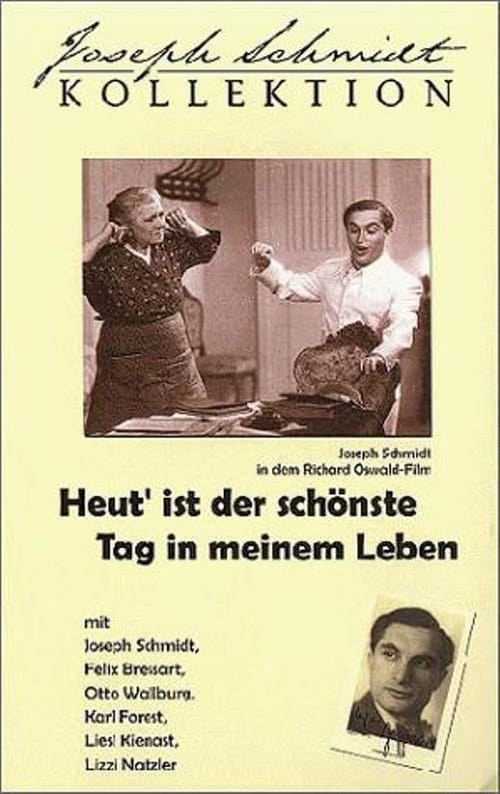 Joseph Schmidt
KOLLEKTION
Joseph Schmidt
in dem Richard Oswald-Film
Heut' ist der schönste
Tag in meinem Leben
mit
Joseph Schmidt,
Felix Bressart,
Otto Wallburg,
Karl Forest,
Liesl Kienast,
Lizzi Natzler